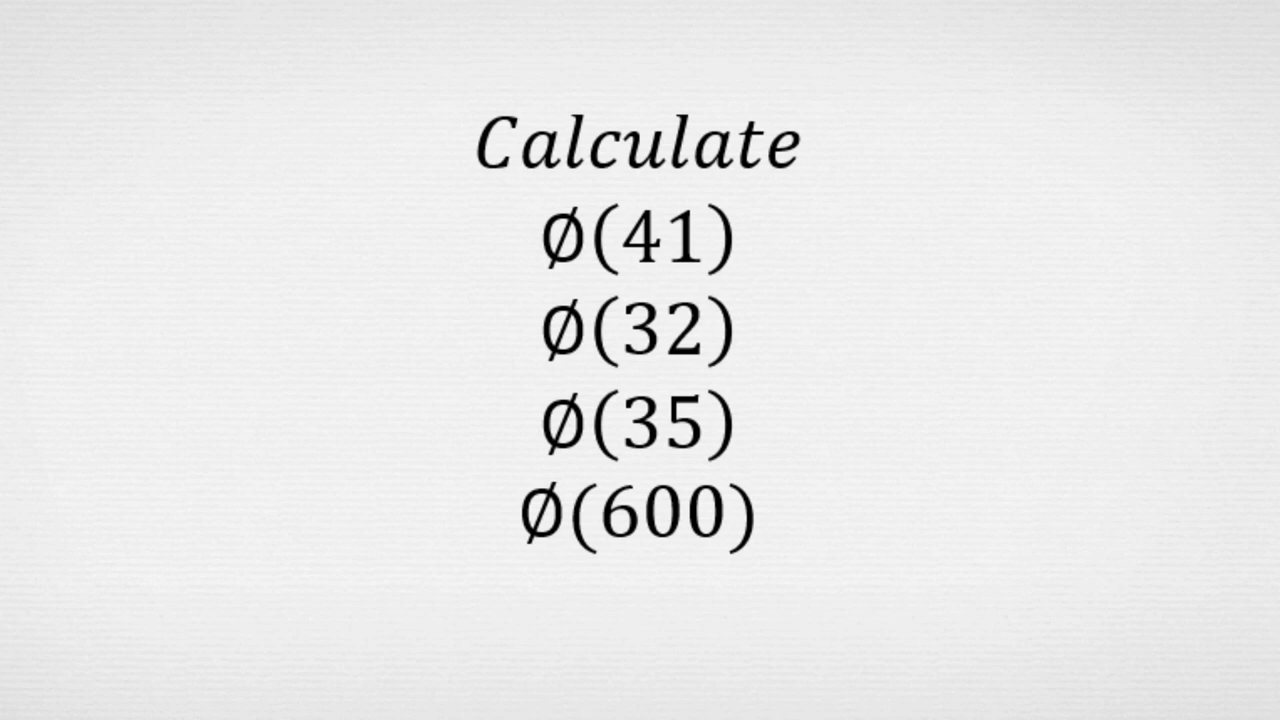 Calculate
∅(41)
∅(32)
∅(35)
∅(600)